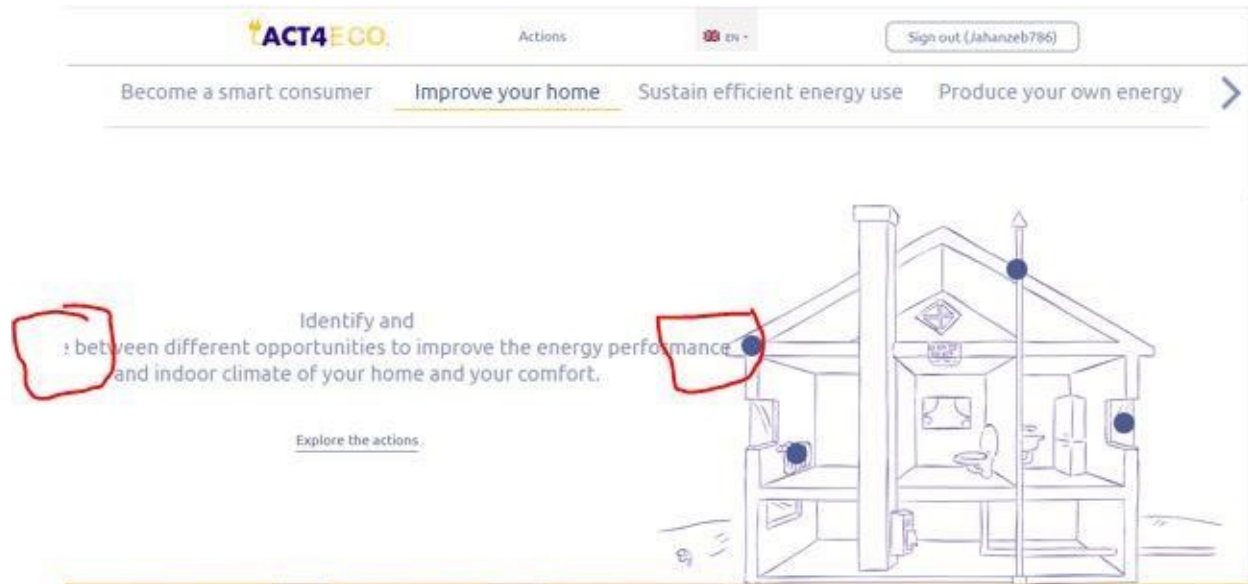 ACT4ECO.
Actions
EN
Sign out (Jahanzeb786)
Become a smart consumer
Improve your home
Sustain efficient energy use
Produce your own energy
Identify and
between different opportunities to improve the energy performance
and indoor climate of your home and your comfort.
Explore the actions